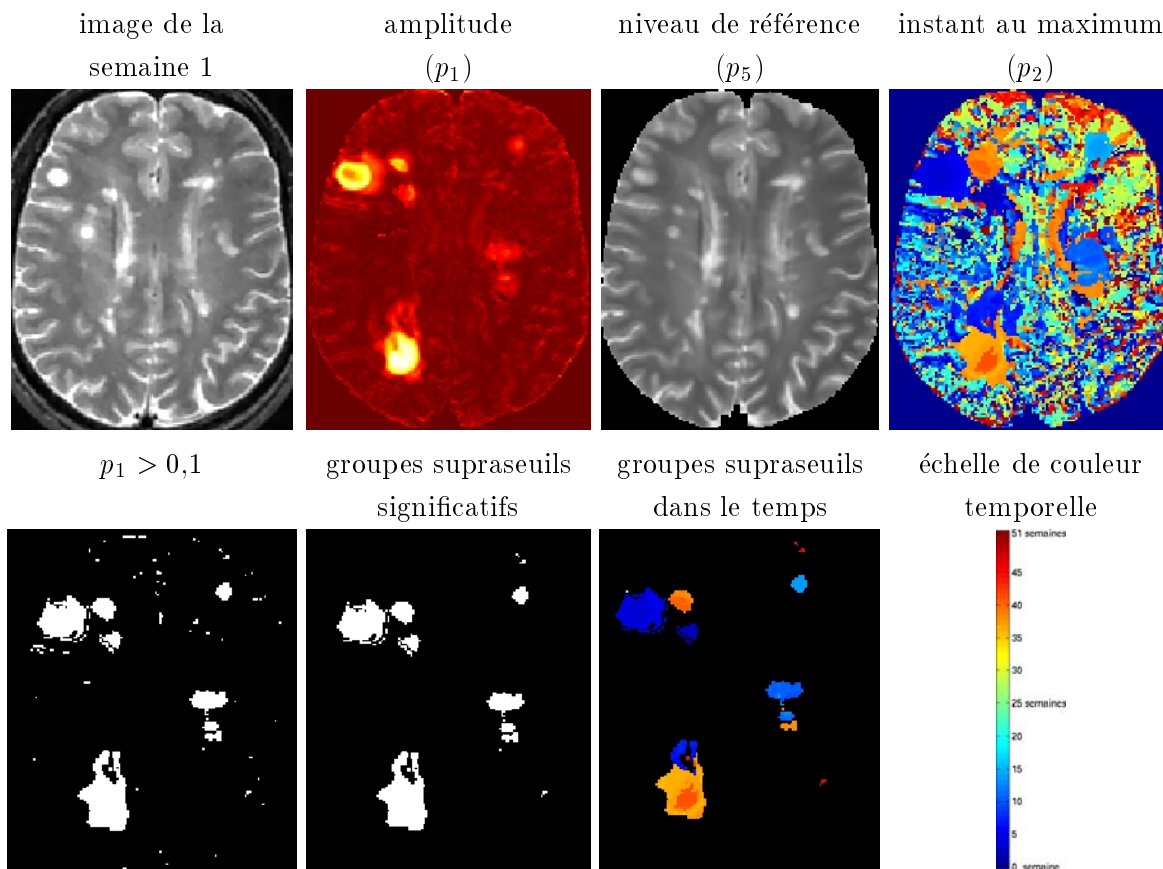 image de la
semaine 1
amplitude
(p₁)
niveau de référence
(p₅)
instant au maximum
(p₂)
p₁ > 0,1
groupes supraseuils
significatifs
groupes supraseuils
dans le temps
échelle de couleur
temporelle
51 semaines
45
40
35
30
25 semaines
20
15
10
5
0 semaine